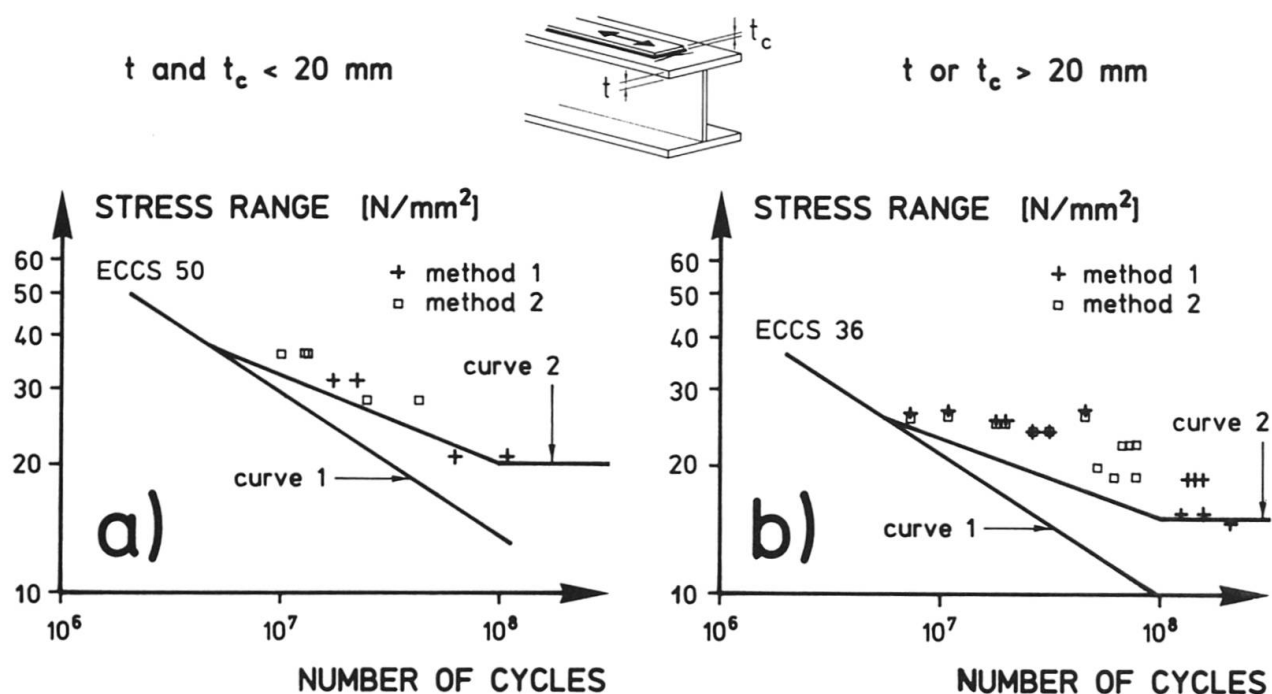 t and t_c < 20 mm
t_c
t
t or t_c > 20 mm
STRESS RANGE [N/mm²]
60
50
40
30
20
10
ECCS 50
+ method 1
□ method 2
curve 2
curve 1
a)
10⁶
10⁷
10⁸
NUMBER OF CYCLES
STRESS RANGE [N/mm²]
60
50
40
30
20
10
ECCS 36
+ method 1
□ method 2
curve 2
curve 1
b)
10⁶
10⁷
10⁸
NUMBER OF CYCLES